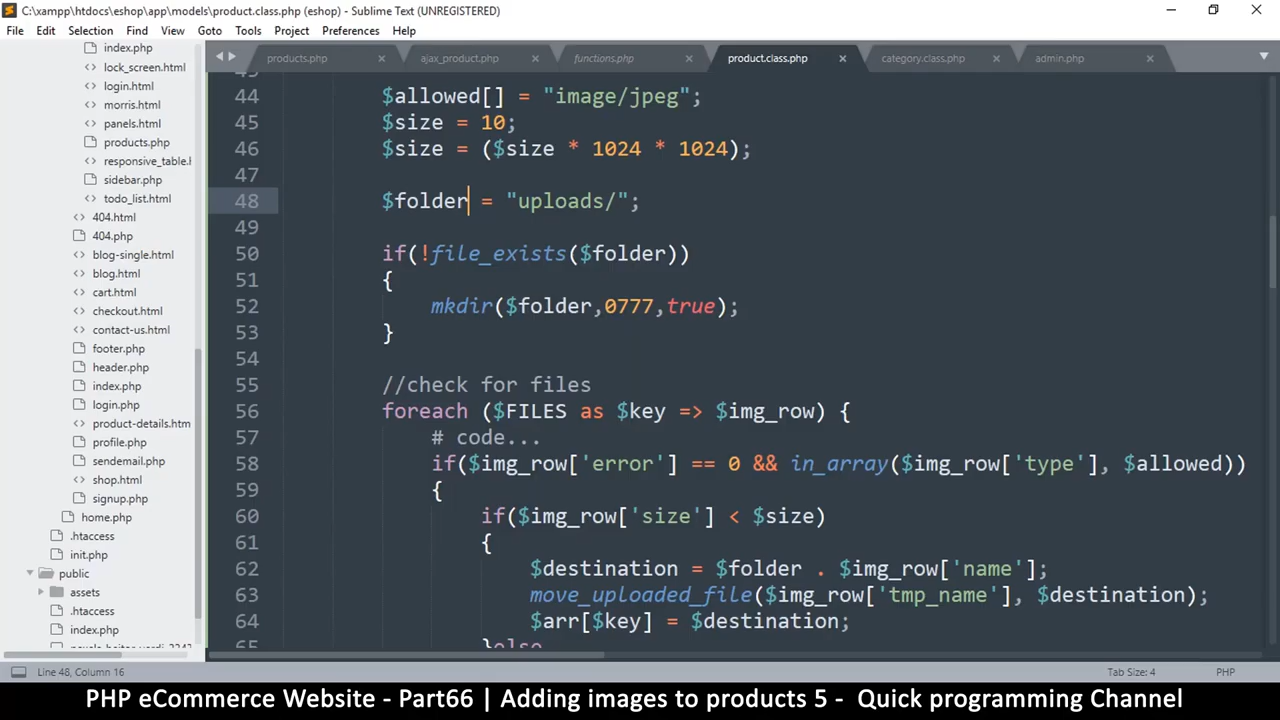 C:\xampp\htdocs\eshop\app\models\product.class.php (eshop) - Sublime Text (UNREGISTERED)
File Edit Selection Find View Goto Tools Project Preferences Help
index.php
lock_screen.html
login.html
morris.html
panels.html
products.php
responsive_table.h
sidebar.php
todo_list.html
404.html
404.php
blog-single.html
blog.html
cart.html
checkout.html
contact-us.html
footer.php
header.php
index.php
login.php
product-details.htm
profile.php
sendemail.php
shop.html
signup.php
home.php
.htaccess
init.php
public
assets
.htaccess
index.php
products.php ajax_product.php functions.php product.class.php category.class.php admin.php
44 $allowed[] = "image/jpeg";
45 $size = 10;
46 $size = ($size * 1024 * 1024);
47
48 $folder = "uploads/";
49
50 if(!file_exists($folder))
51 {
52 mkdir($folder,0777,true);
53 }
54
55 //check for files
56 foreach ($FILES as $key => $img_row) {
57 # code...
58 if($img_row['error'] == 0 && in_array($img_row['type'], $allowed))
59 {
60 if($img_row['size'] < $size)
61 {
62 $destination = $folder . $img_row['name'];
63 move_uploaded_file($img_row['tmp_name'], $destination);
64 $arr[$key] = $destination;
65 }else
Line 48, Column 16
Tab Size: 4 PHP
PHP eCommerce Website - Part66 | Adding images to products 5 - Quick programming Channel